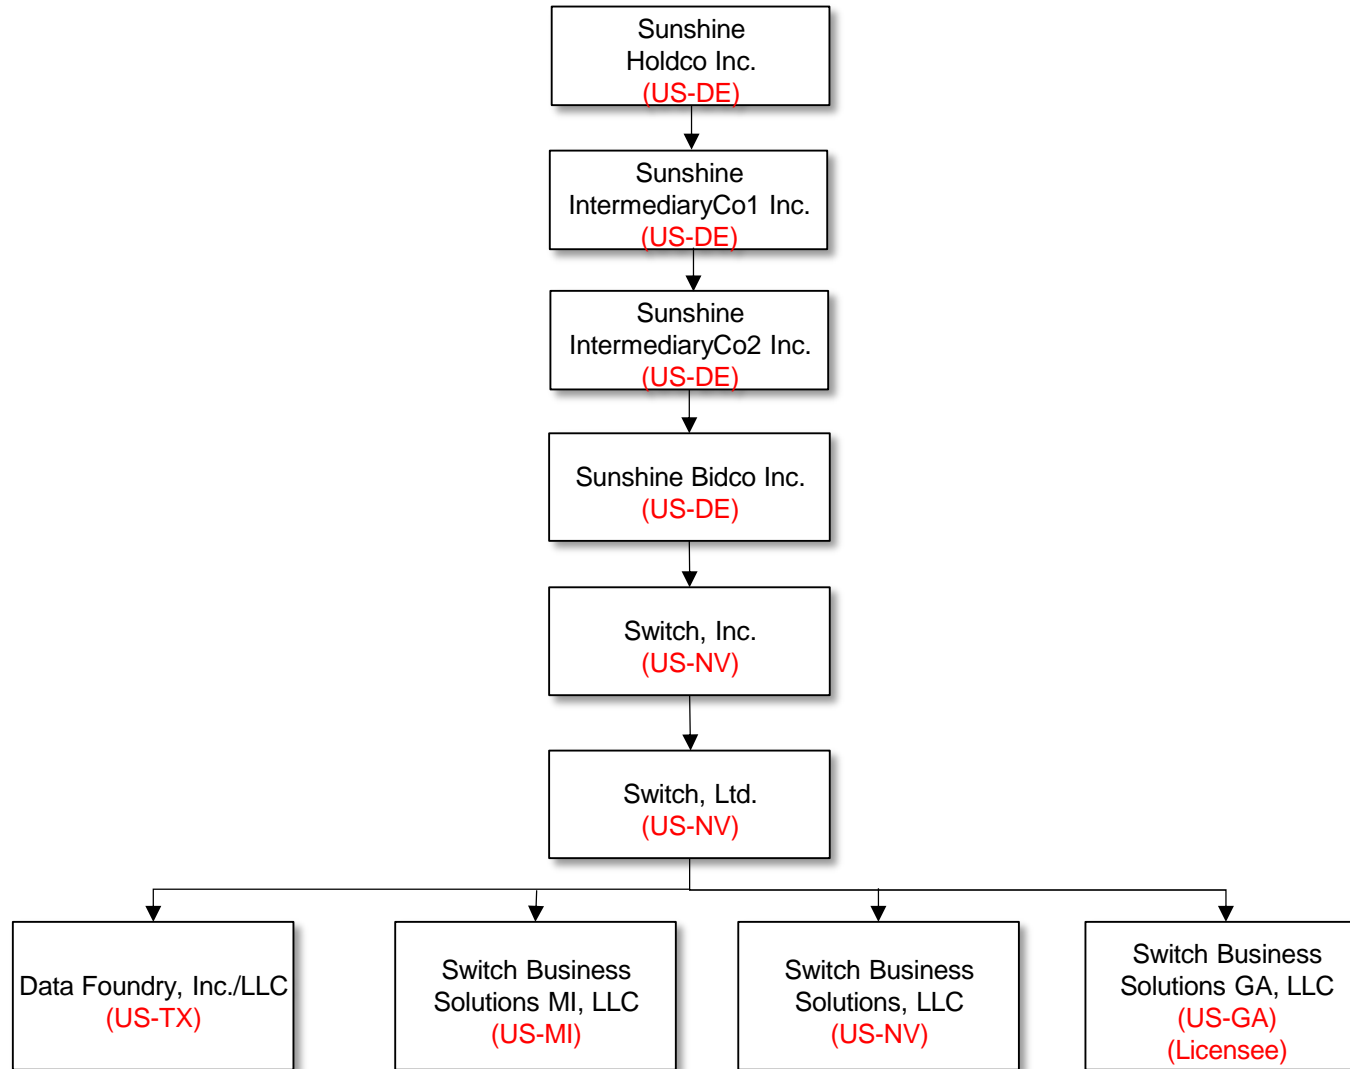 Sunshine
Holdco Inc.
(US-DE)
Sunshine
IntermediaryCo1 Inc.
(US-DE)
Sunshine
IntermediaryCo2 Inc.
(US-DE)
Sunshine Bidco Inc.
(US-DE)
Switch, Inc.
(US-NV)
Switch, Ltd.
(US-NV)
Data Foundry, Inc./LLC
(US-TX)
Switch Business
Solutions MI, LLC
(US-MI)
Switch Business
Solutions, LLC
(US-NV)
Switch Business
Solutions GA, LLC
(US-GA)
(Licensee)